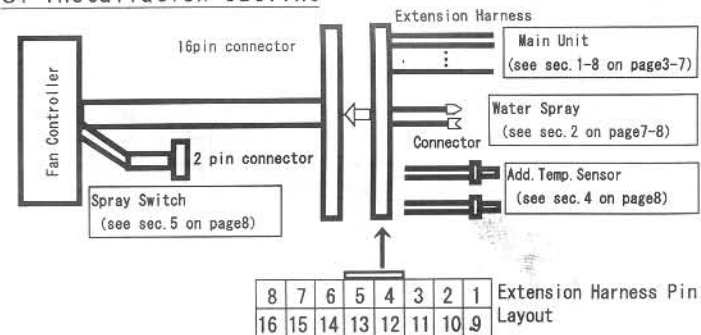 Installation Outline
Extension Harness
16pin connector
Main Unit
(see sec.1-8 on page3-7)
Fan Controller
Water Spray
(see sec.2 on page7-8)
Connector
2 pin connector
Add.Temp.Sensor
(see sec.4 on page8)
Spray Switch
(see sec.5 on page8)
8 7 6 5 4 3 2 1
16 15 14 13 12 11 10 9
Extension Harness Pin
Layout